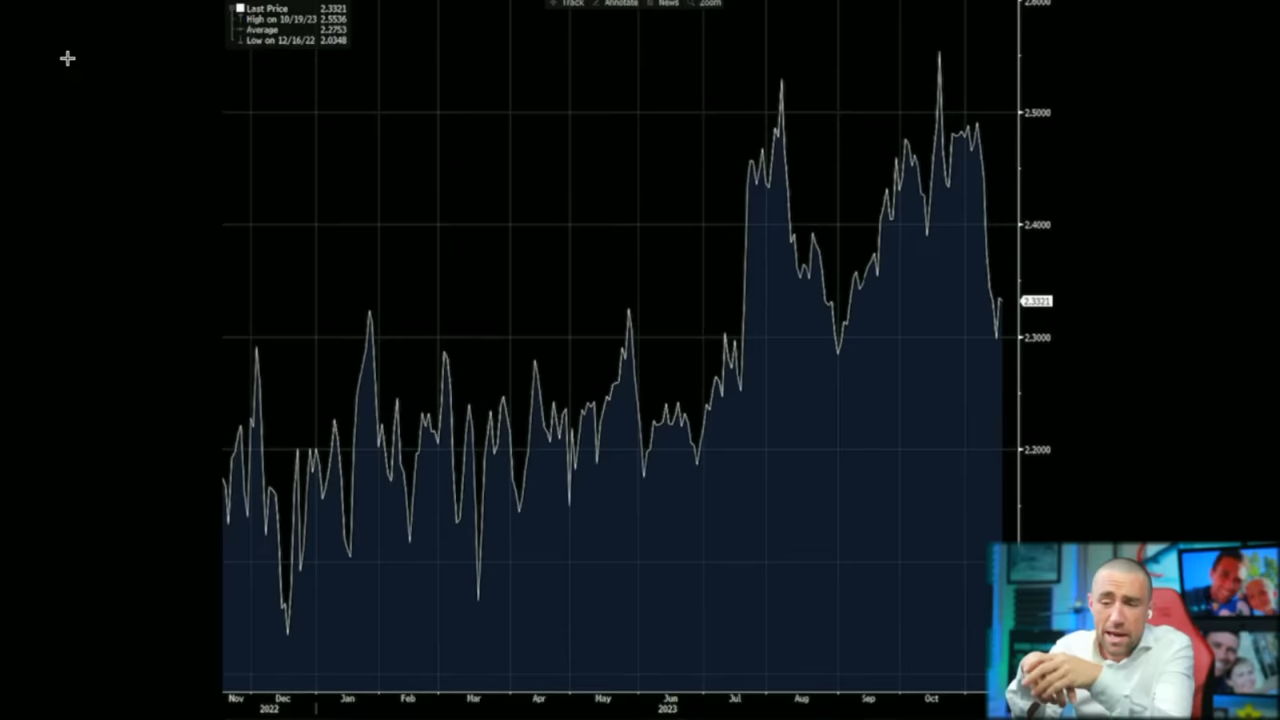 Track Annotate News Zoom
2.6000
Last Price 2.3321
High on 10/19/23 2.5536
Average 2.2753
Low on 12/16/22 2.0348
2.5000
2.4000
2.3321
2.3000
2.2000
Nov Dec Jan Feb Mar Apr May Jun Jul Aug Sep Oct
2022 2023